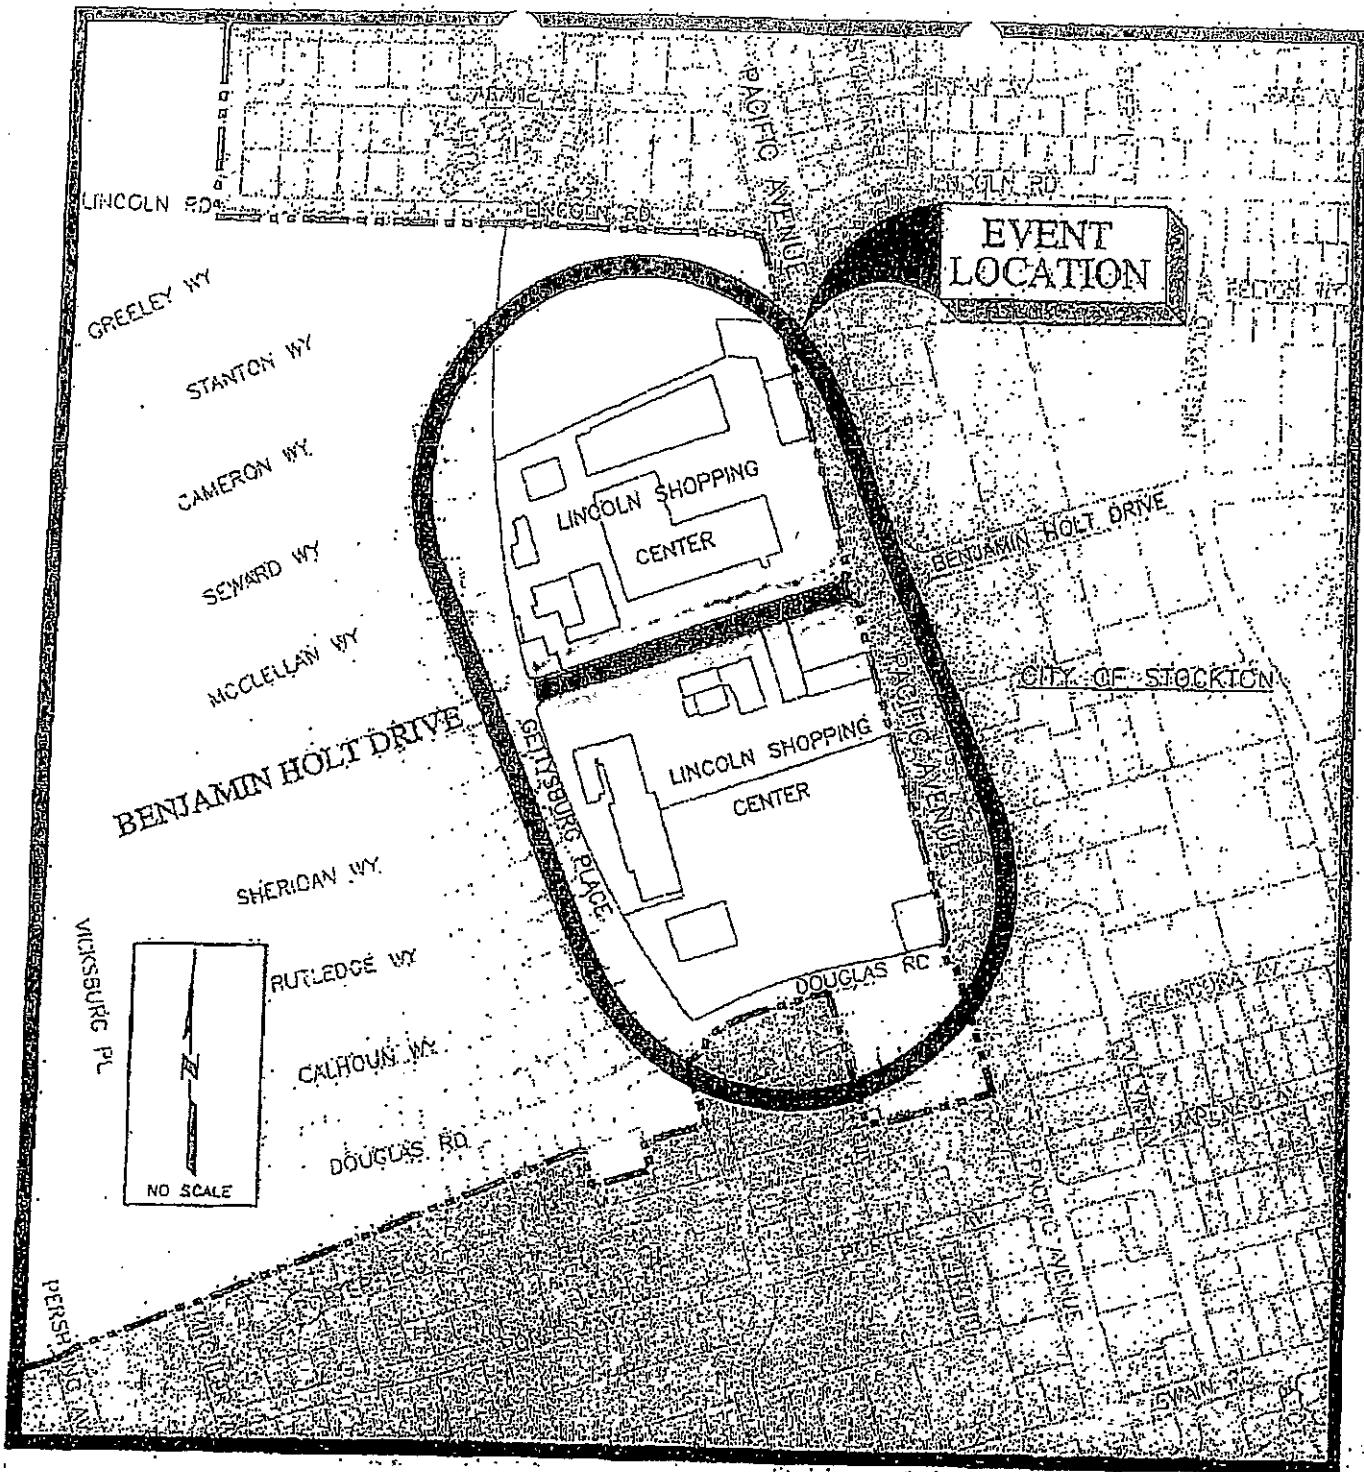 PACIFIC AVENUE
LINCOLN RD
LINCOLN RD
LINCOLN RD
EVENT
LOCATION
GREELEY WY
STANTON WY
CAMERON WY
SEWARD WY
MCCLELLAN WY
LINCOLN SHOPPING
CENTER
BENJAMIN HOLT DRIVE
CITY OF STOCKTON
BENJAMIN HOLT DRIVE
GETTYSBURG PLACE
LINCOLN SHOPPING
CENTER
PACIFIC AVENUE
SHERIDAN WY
VICKSBURG PL
RUTLEDGE WY
DOUGLAS RD
CALHOUN WY
DOUGLAS RD
N
NO SCALE
PACIFIC AVENUE
PERSHING AVE